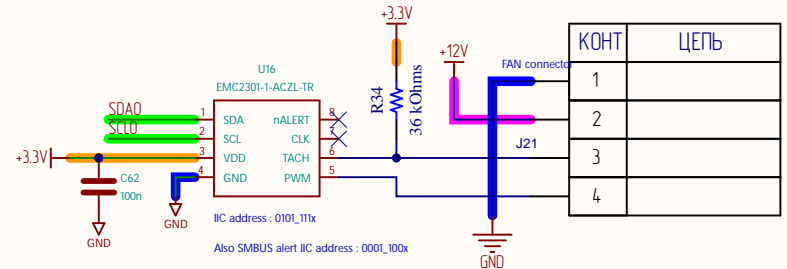 +3.3V
+12V
КОНТ ЦЕПЬ
FAN connector
U16
EMC2301-1-ACZL-TR
R34
36 kOhms
1
2
3
4
J21
SDA0
SCL0
+3.3V
1 SDA nALERT 8
2 SCL CLK 7
3 VDD TACH 6
4 GND PWM 5
C62
100n
GND
GND
GND
IIC address : 0101_111x
Also SMBUS alert IIC address : 0001_100x